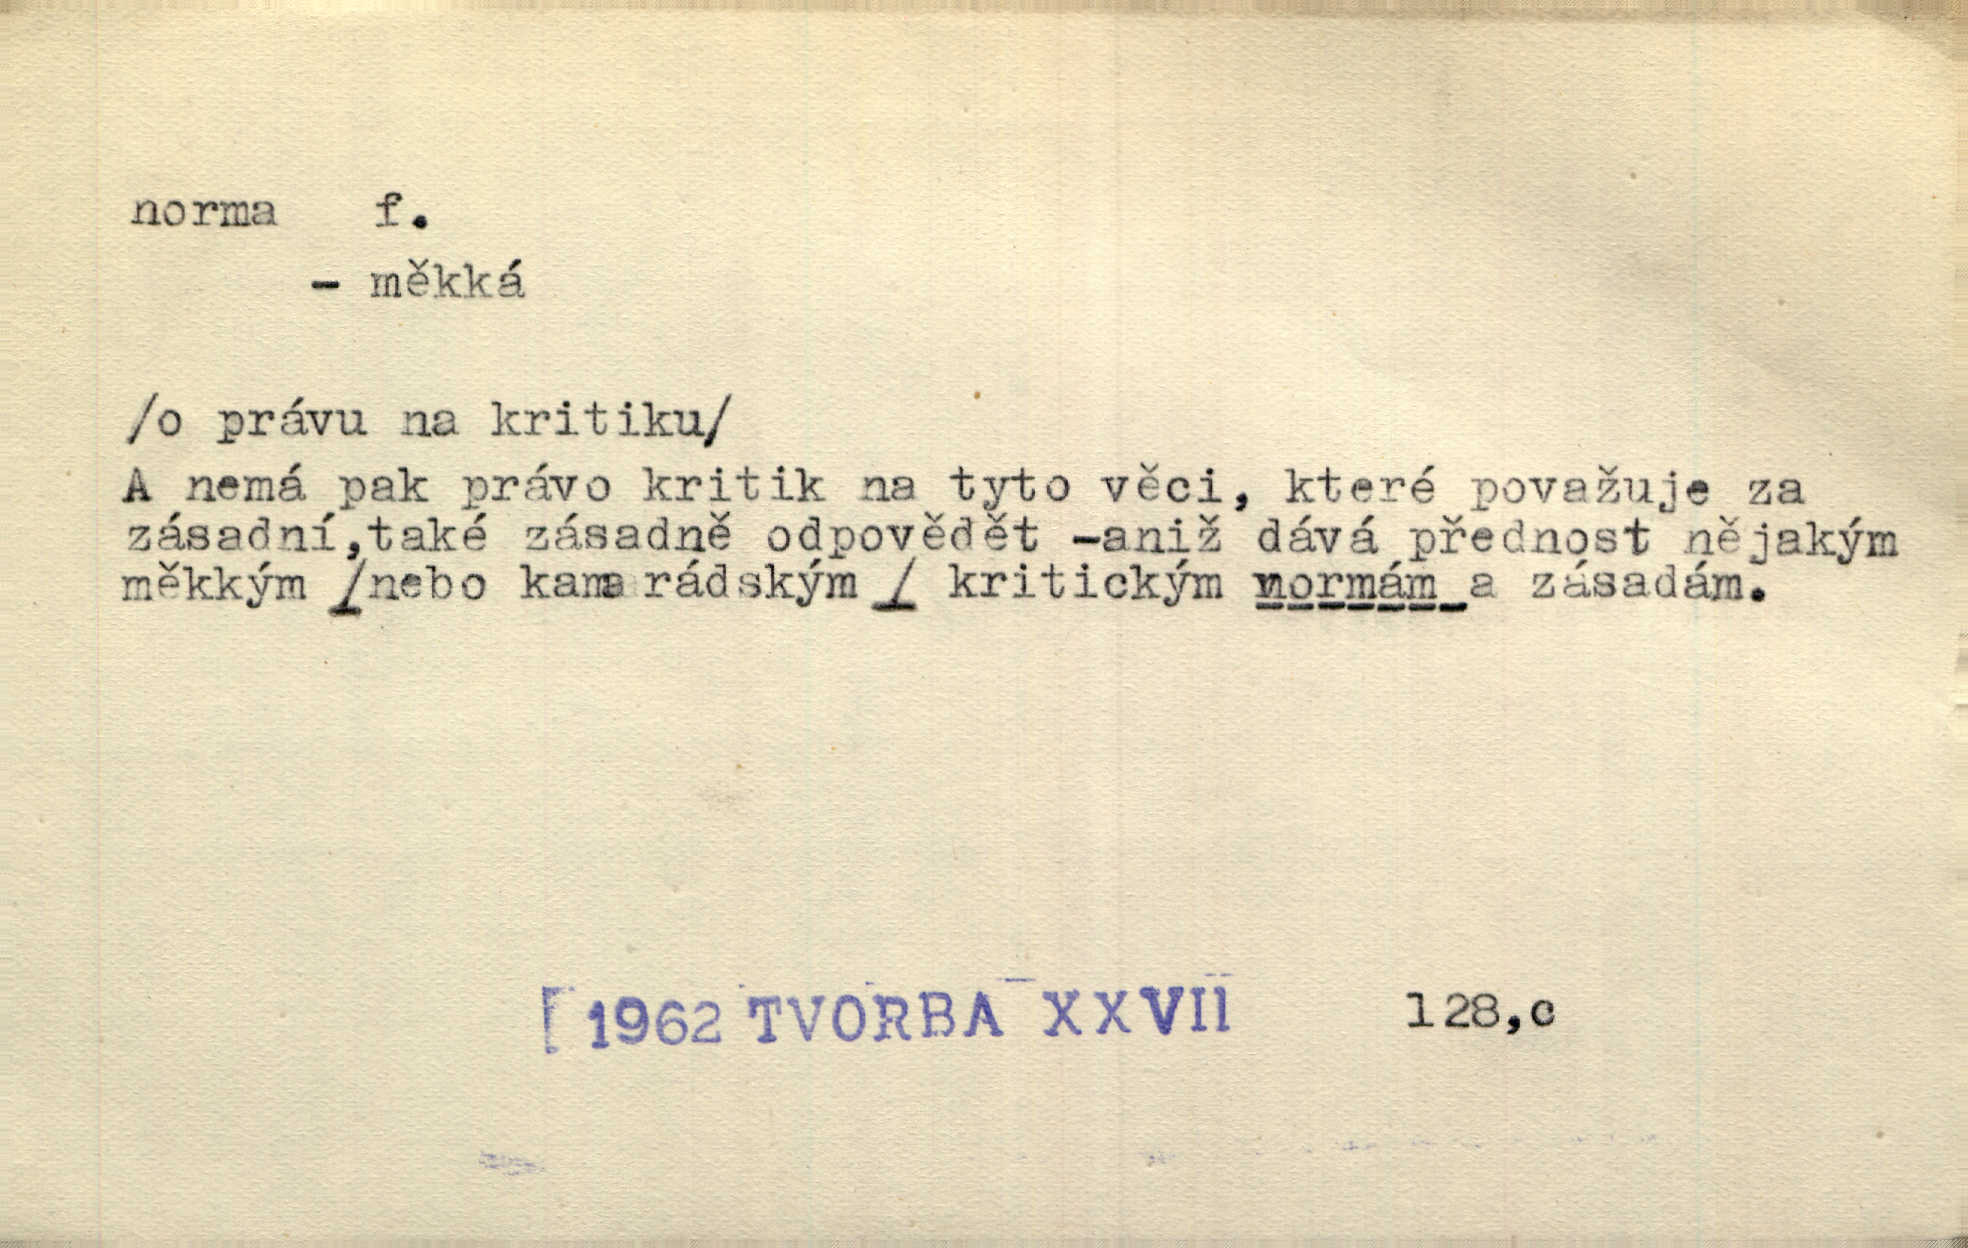 norma f.
- měkká
/o právu na kritiku/
A nemá pak právo kritik na tyto věci, které považuje za
zásadní,také zásadně odpovědět -aniž dává přednost nějakým
měkkým /nebo kamarádským / kritickým normám a zásadám.
[ 1962 TVORBA XXVII 128,c